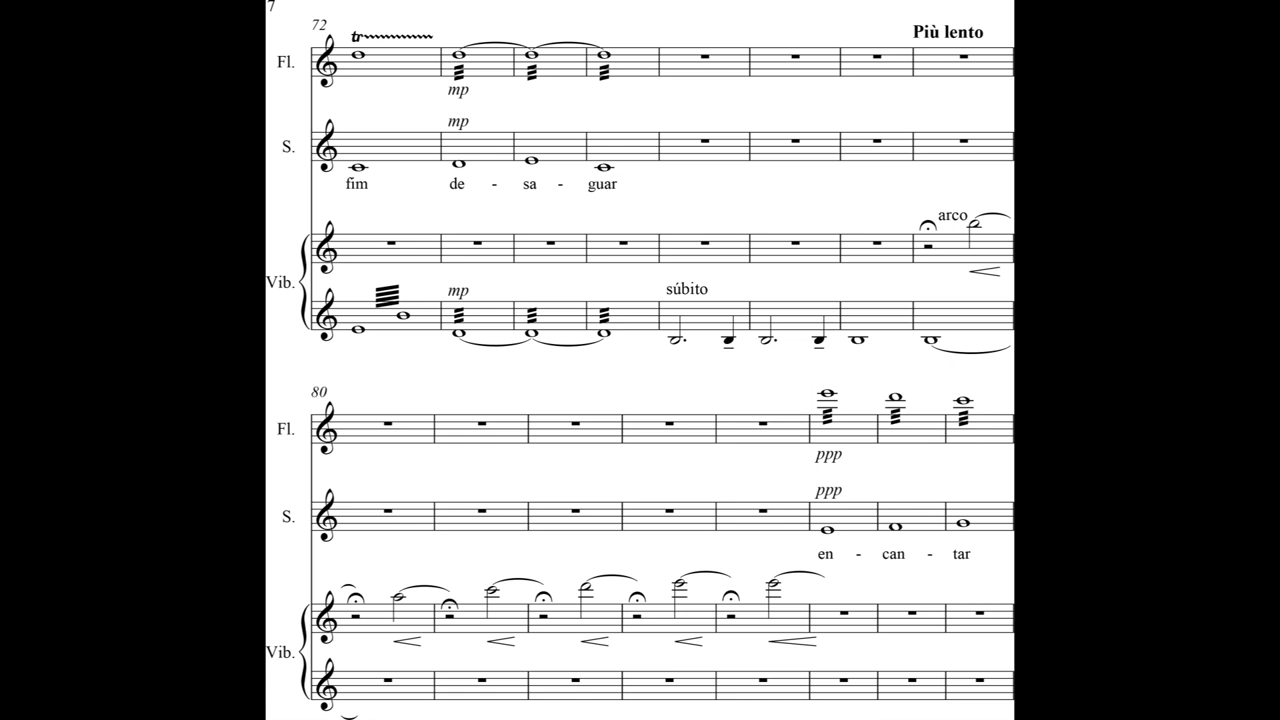 7
72
tr
Più lento
Fl.
mp
mp
S.
fim de - sa - guar
arco
Vib.
mp
súbito
80
Fl.
ppp
ppp
S.
en - can - tar
Vib.